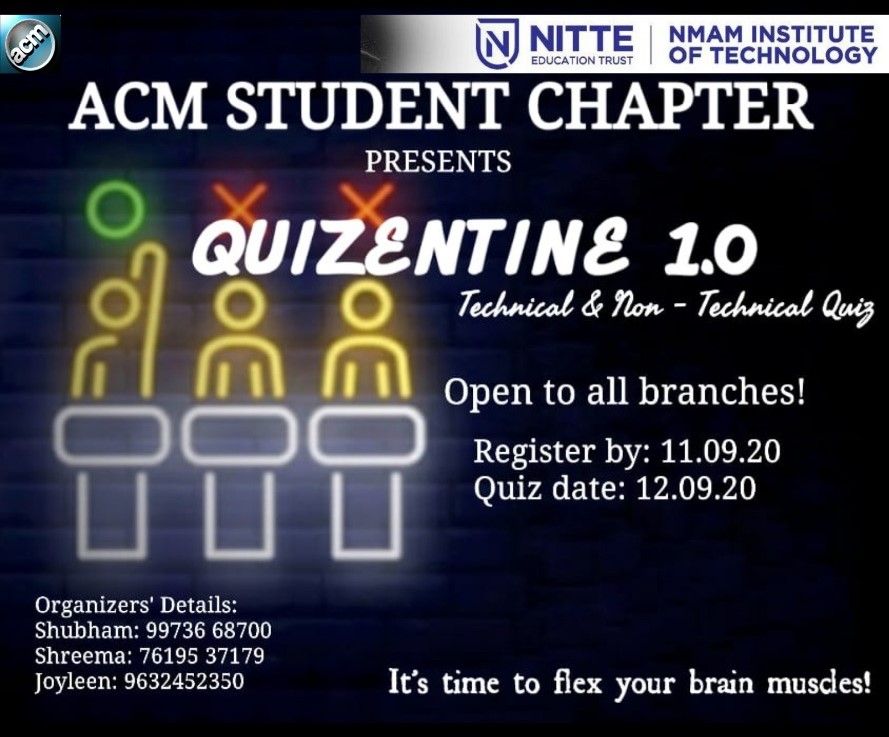 acm
NITTE
EDUCATION TRUST
NMAM INSTITUTE
OF TECHNOLOGY
ACM STUDENT CHAPTER
PRESENTS
QUIZENTINE 1.0
Technical & Non - Technical Quiz
Open to all branches!
Register by: 11.09.20
Quiz date: 12.09.20
Organizers' Details:
Shubham: 99736 68700
Shreema: 76195 37179
Joyleen: 9632452350
It's time to flex your brain muscles!